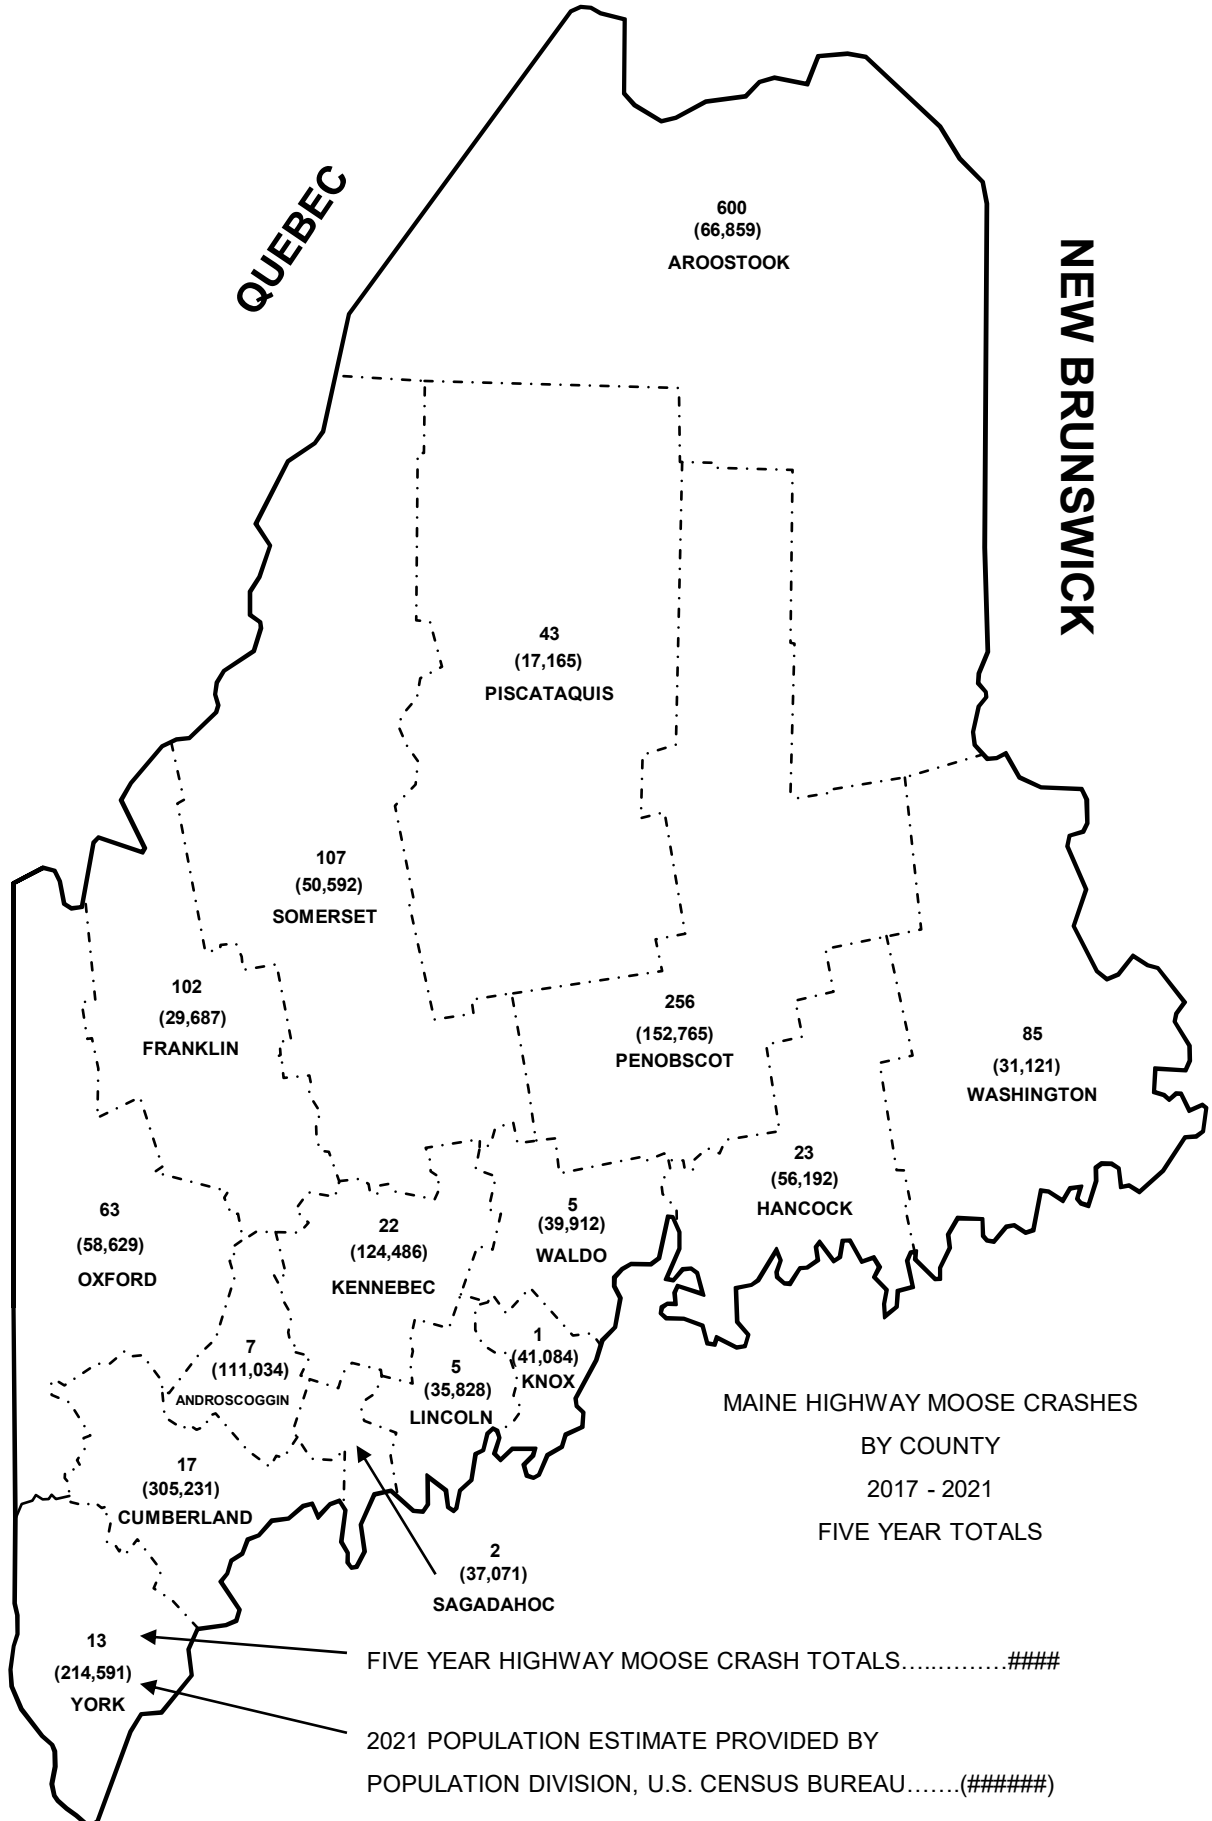 QUEBEC
NEW BRUNSWICK
600
(66,859)
AROOSTOOK
43
(17,165)
PISCATAQUIS
107
(50,592)
SOMERSET
102
(29,687)
FRANKLIN
256
(152,765)
PENOBSCOT
85
(31,121)
WASHINGTON
23
(56,192)
HANCOCK
5
(39,912)
WALDO
63
(58,629)
OXFORD
22
(124,486)
KENNEBEC
7
(111,034)
ANDROSCOGGIN
5
(35,828)
LINCOLN
1
(41,084)
KNOX
MAINE HIGHWAY MOOSE CRASHES
BY COUNTY
2017 - 2021
FIVE YEAR TOTALS
17
(305,231)
CUMBERLAND
2
(37,071)
SAGADAHOC
13
(214,591)
YORK
FIVE YEAR HIGHWAY MOOSE CRASH TOTALS…..………####
2021 POPULATION ESTIMATE PROVIDED BY
POPULATION DIVISION, U.S. CENSUS BUREAU…….(######)